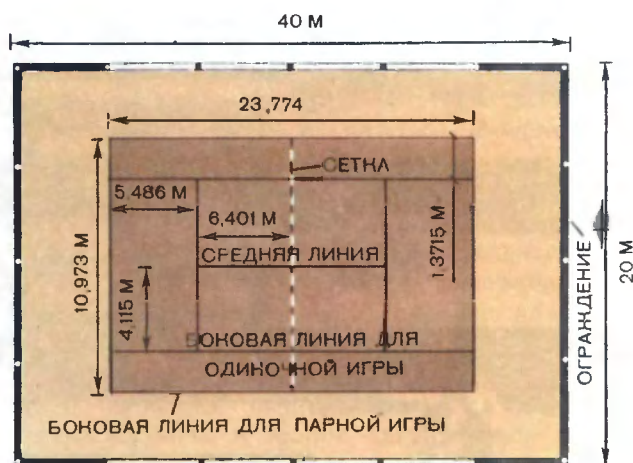 40 М
23,774
СЕТКА
5,486 М
6,401 М
10,973 М
4,115 М
СРЕДНЯЯ ЛИНИЯ
1,3715 М
ОГРАЖДЕНИЕ
20 М
БОКОВАЯ ЛИНИЯ ДЛЯ
ОДИНОЧНОЙ ИГРЫ
БОКОВАЯ ЛИНИЯ ДЛЯ ПАРНОЙ ИГРЫ